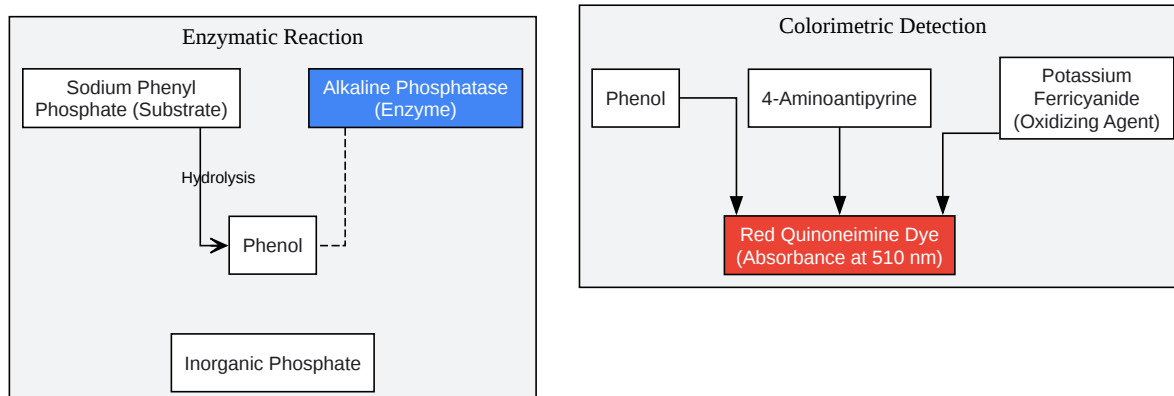 Enzymatic Reaction
Sodium Phenyl
Phosphate (Substrate)
Alkaline Phosphatase
(Enzyme)
Hydrolysis
Phenol
Inorganic Phosphate
Colorimetric Detection
Phenol
4-Aminoantipyrine
Potassium
Ferricyanide
(Oxidizing Agent)
Red Quinoneimine Dye
(Absorbance at 510 nm)